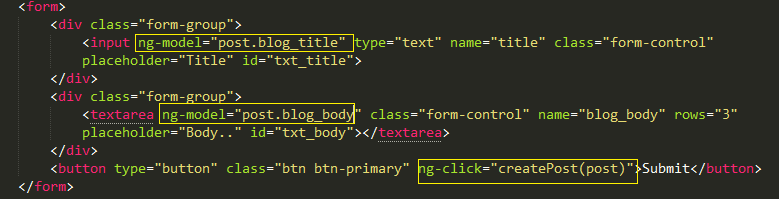 <form>
<div class="form-group">
<input ng-model="post.blog_title" type="text" name="title" class="form-control"
placeholder="Title" id="txt_title">
</div>
<div class="form-group">
<textarea ng-model="post.blog_body" class="form-control" name="blog_body" rows="3"
placeholder="Body.." id="txt_body"></textarea>
</div>
<button type="button" class="btn btn-primary" ng-click="createPost(post)">Submit</button>
</form>